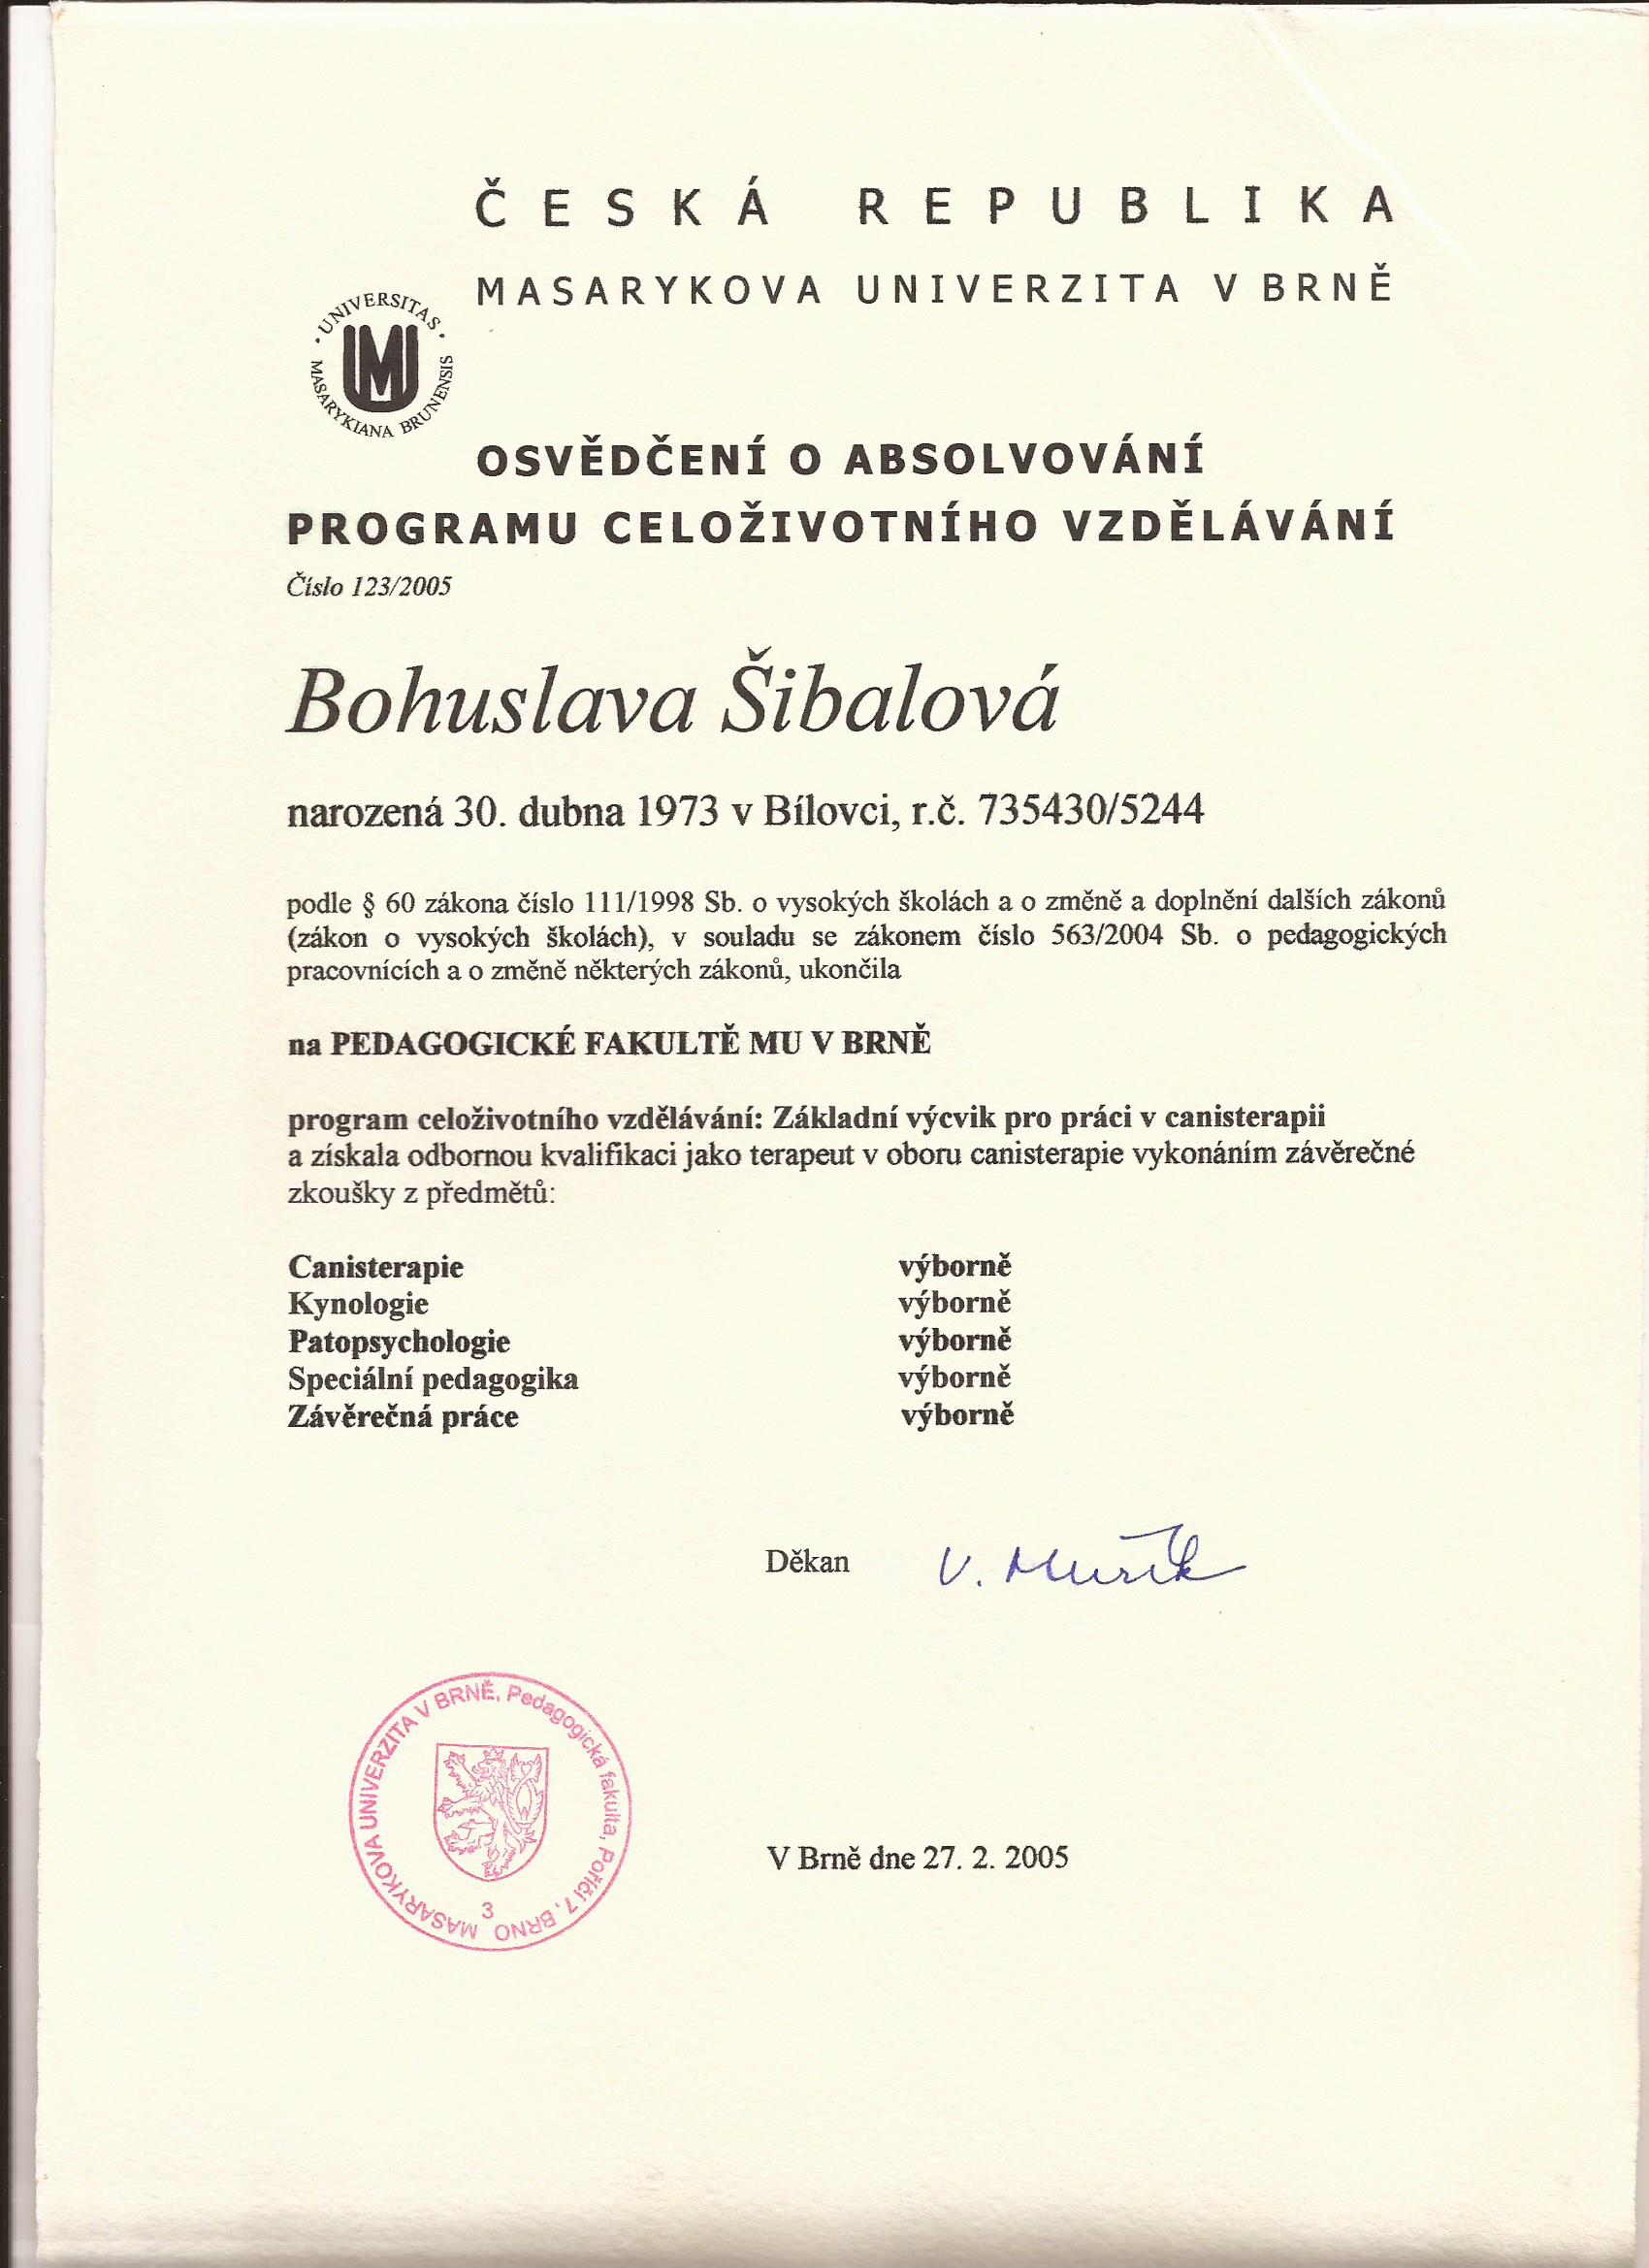 ČESKÁ REPUBLIKA
MASARYKOVA UNIVERZITA V BRNĚ
· UNIVERSITAS · MASARYKIANA BRUNENSIS
MU
OSVĚDČENÍ O ABSOLVOVÁNÍ
PROGRAMU CELOŽIVOTNÍHO VZDĚLÁVÁNÍ
Číslo 123/2005
Bohuslava Šibalová
narozená 30. dubna 1973 v Bílovci, r.č. 735430/5244
podle § 60 zákona číslo 111/1998 Sb. o vysokých školách a o změně a doplnění dalších zákonů
(zákon o vysokých školách), v souladu se zákonem číslo 563/2004 Sb. o pedagogických
pracovnících a o změně některých zákonů, ukončila
na PEDAGOGICKÉ FAKULTĚ MU V BRNĚ
program celoživotního vzdělávání: Základní výcvik pro práci v canisterapii
a získala odbornou kvalifikaci jako terapeut v oboru canisterapie vykonáním závěrečné
zkoušky z předmětů:
Canisterapie výborně
Kynologie výborně
Patopsychologie výborně
Speciální pedagogika výborně
Závěrečná práce výborně
Děkan V. Mužík
MASARYKOVA UNIVERZITA V BRNĚ, Pedagogická fakulta, Poříčí 7, BRNO
3
V Brně dne 27. 2. 2005